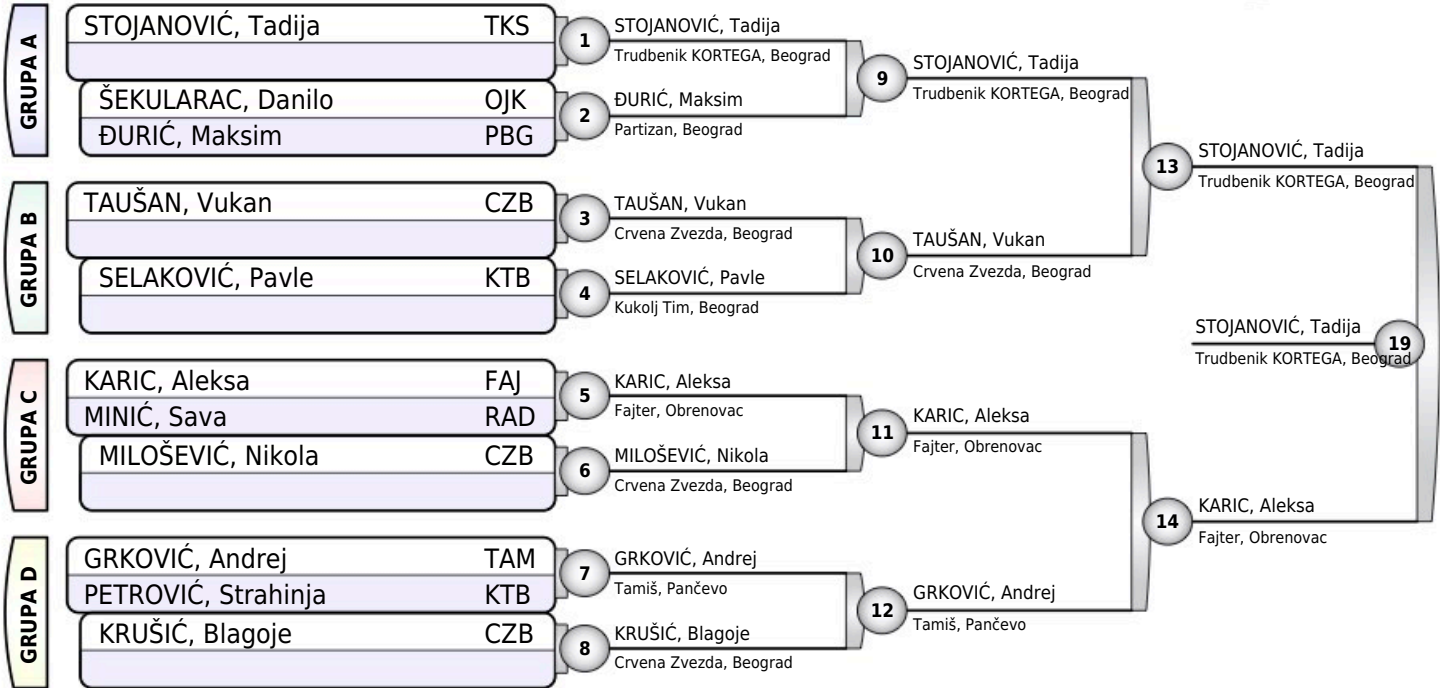 GRUPA A
STOJANOVIĆ, Tadija TKS
ŠEKULARAC, Danilo OJK
ĐURIĆ, Maksim PBG
GRUPA B
TAUŠAN, Vukan CZB
SELAKOVIĆ, Pavle KTB
GRUPA C
KARIC, Aleksa FAJ
MINIĆ, Sava RAD
MILOŠEVIĆ, Nikola CZB
GRUPA D
GRKOVIĆ, Andrej TAM
PETROVIĆ, Strahinja KTB
KRUŠIĆ, Blagoje CZB
1
STOJANOVIĆ, Tadija
Trudbenik KORTEGA, Beograd
2
ĐURIĆ, Maksim
Partizan, Beograd
3
TAUŠAN, Vukan
Crvena Zvezda, Beograd
4
SELAKOVIĆ, Pavle
Kukolj Tim, Beograd
5
KARIC, Aleksa
Fajter, Obrenovac
6
MILOŠEVIĆ, Nikola
Crvena Zvezda, Beograd
7
GRKOVIĆ, Andrej
Tamiš, Pančevo
8
KRUŠIĆ, Blagoje
Crvena Zvezda, Beograd
9
STOJANOVIĆ, Tadija
Trudbenik KORTEGA, Beograd
10
TAUŠAN, Vukan
Crvena Zvezda, Beograd
11
KARIC, Aleksa
Fajter, Obrenovac
12
GRKOVIĆ, Andrej
Tamiš, Pančevo
13
STOJANOVIĆ, Tadija
Trudbenik KORTEGA, Beograd
14
KARIC, Aleksa
Fajter, Obrenovac
STOJANOVIĆ, Tadija
19
Trudbenik KORTEGA, Beograd